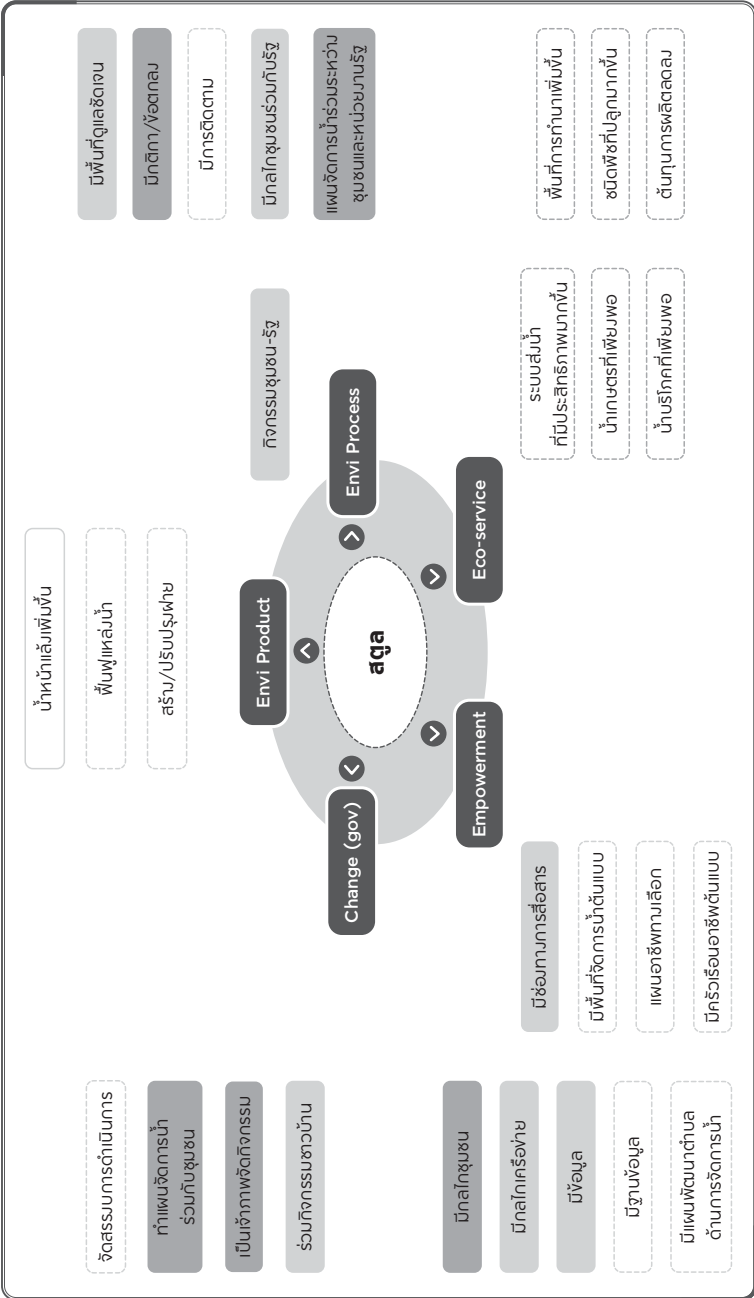 จัดสรรงบการดำเนินการ
ทำแผนจัดการน้ำ
ร่วมกับชุมชน
เป็นเจ้าภาพจัดกิจกรรม
ร่วมกิจกรรมชาวบ้าน
น้ำหน้าแล้งเพิ่มขึ้น
ฟื้นฟูแหล่งน้ำ
สร้าง/ปรับปรุงฝาย
มีพื้นที่ดูแลชัดเจน
มีกติกา/ข้อตกลง
มีการติดตาม
มีกลไกชุมชนร่วมกับรัฐ
แผนจัดการน้ำร่วมระหว่าง
ชุมชนและหน่วยงานรัฐ
กิจกรรมชุมชน-รัฐ
Envi Product
Change (gov)
Envi Process
สตูล
Empowerment
Eco-service
มีกลไกชุมชน
มีกลไกเครือข่าย
มีข้อมูล
มีฐานข้อมูล
มีแผนพัฒนาตำบล
ด้านการจัดการน้ำ
มีช่องทางการสื่อสาร
มีพื้นที่จัดการน้ำต้นแบบ
แผนอาชีพทางเลือก
มีครัวเรือนอาชีพต้นแบบ
ระบบส่งน้ำ
ที่มีประสิทธิภาพมากขึ้น
น้ำเกษตรที่เพียงพอ
น้ำบริโภคที่เพียงพอ
พื้นที่การทำนาเพิ่มขึ้น
ชนิดพืชที่ปลูกมากขึ้น
ต้นทุนการผลิตลดลง